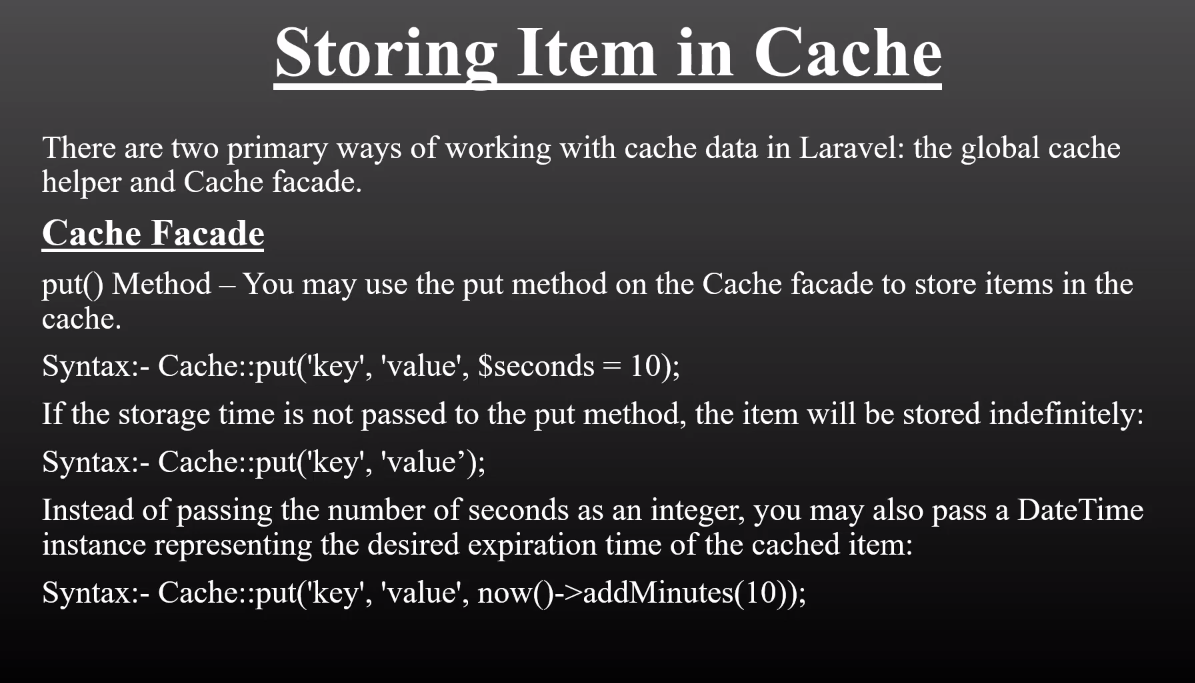 Storing Item in Cache
There are two primary ways of working with cache data in Laravel: the global cache
helper and Cache facade.
Cache Facade
put() Method – You may use the put method on the Cache facade to store items in the
cache.
Syntax:- Cache::put('key', 'value', $seconds = 10);
If the storage time is not passed to the put method, the item will be stored indefinitely:
Syntax:- Cache::put('key', 'value’);
Instead of passing the number of seconds as an integer, you may also pass a DateTime
instance representing the desired expiration time of the cached item:
Syntax:- Cache::put('key', 'value', now()->addMinutes(10));